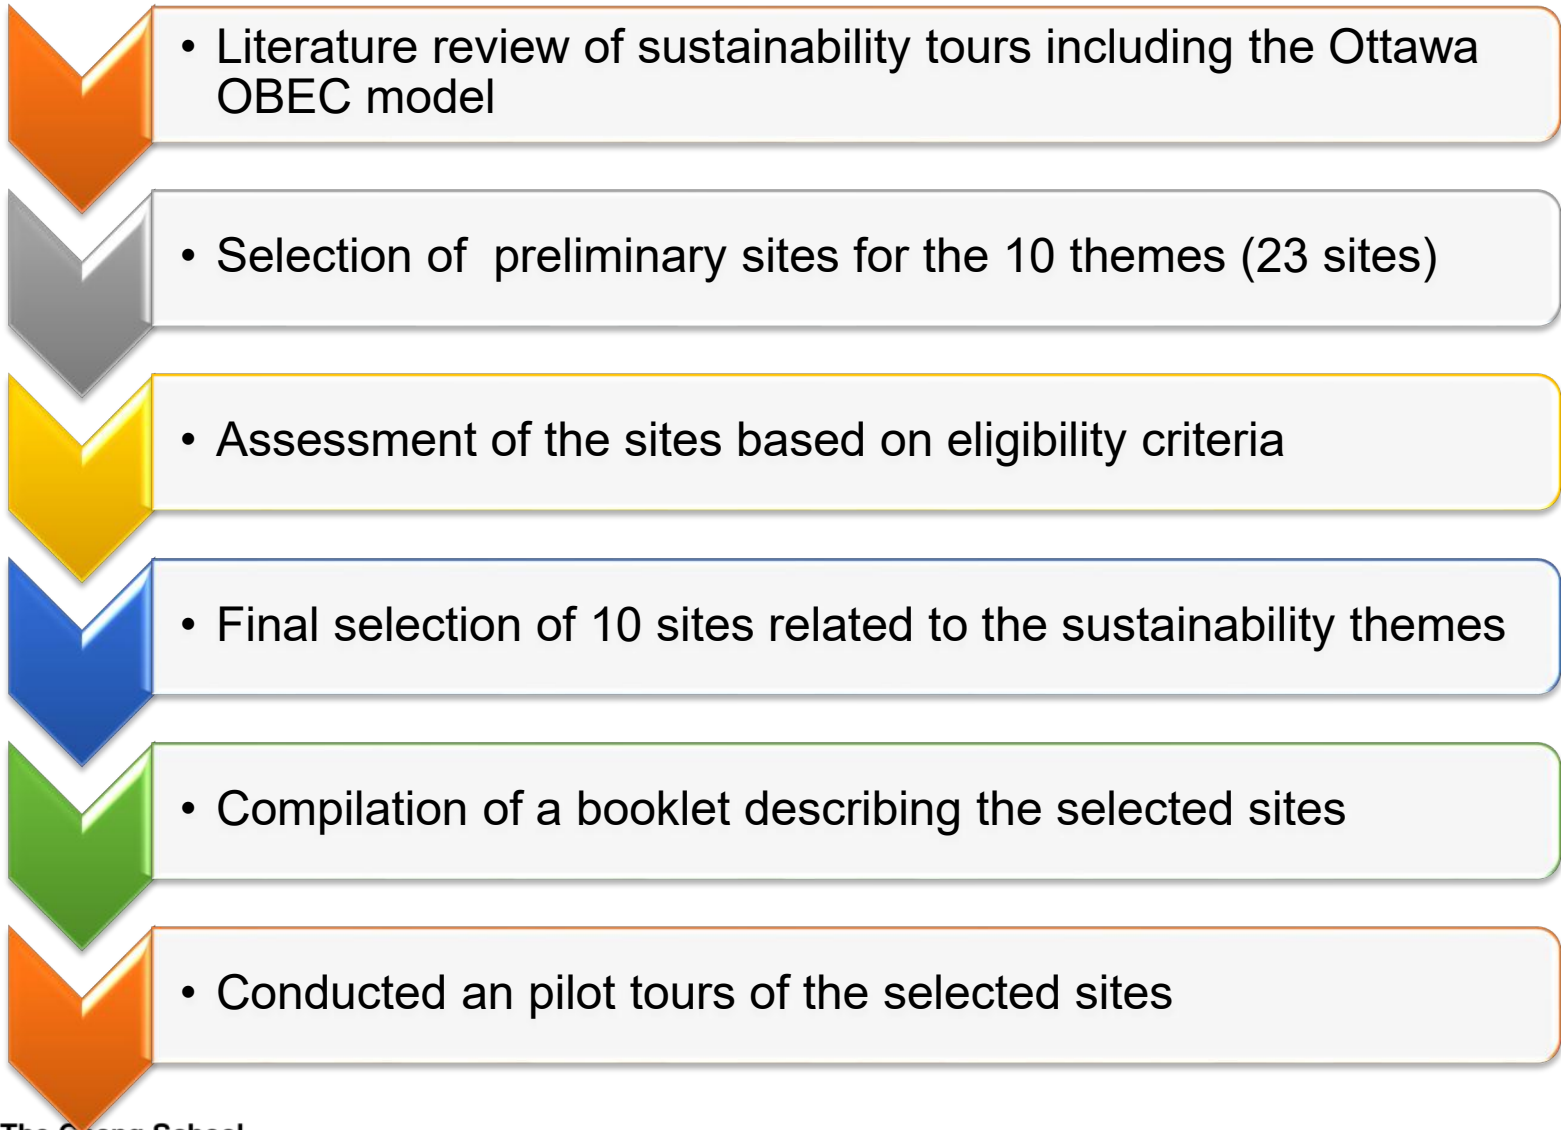 • Literature review of sustainability tours including the Ottawa
OBEC model
• Selection of  preliminary sites for the 10 themes (23 sites)
• Assessment of the sites based on eligibility criteria
• Final selection of 10 sites related to the sustainability themes
• Compilation of a booklet describing the selected sites
• Conducted an pilot tours of the selected sites
The School